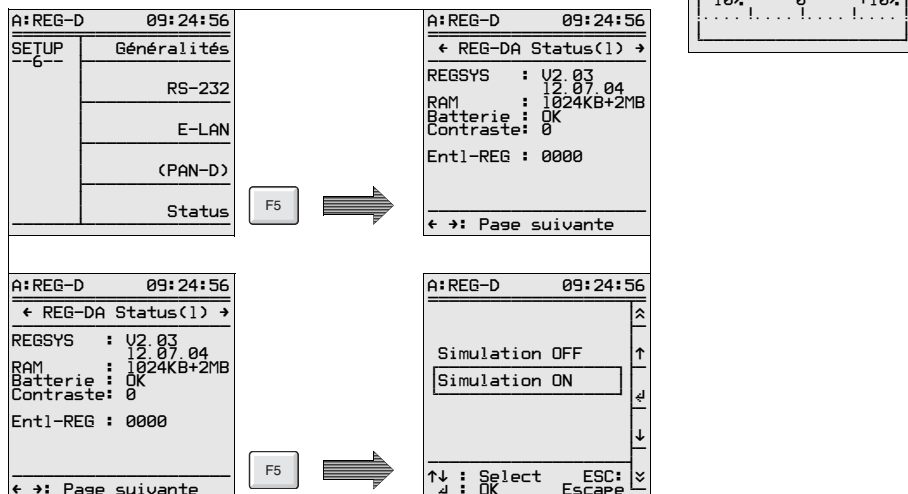 A:REG-D 09:24:56
SETUP
--6--
Généralités
RS-232
E-LAN
(PAN-D)
Status
F5
A:REG-D 09:24:56
← REG-DA Status(1) →
REGSYS : V2.03
12.07.04
RAM : 1024KB+2MB
Batterie : OK
Contraste: 0
Entl-REG : 0000
← →: Page suivante
-10% 0 +10%
A:REG-D 09:24:56
← REG-DA Status(1) →
REGSYS : V2.03
12.07.04
RAM : 1024KB+2MB
Batterie : OK
Contraste: 0
Entl-REG : 0000
← →: Page suivante
F5
A:REG-D 09:24:56
Simulation OFF
Simulation ON
↑↓ : Select ESC:
↲ : OK Escape